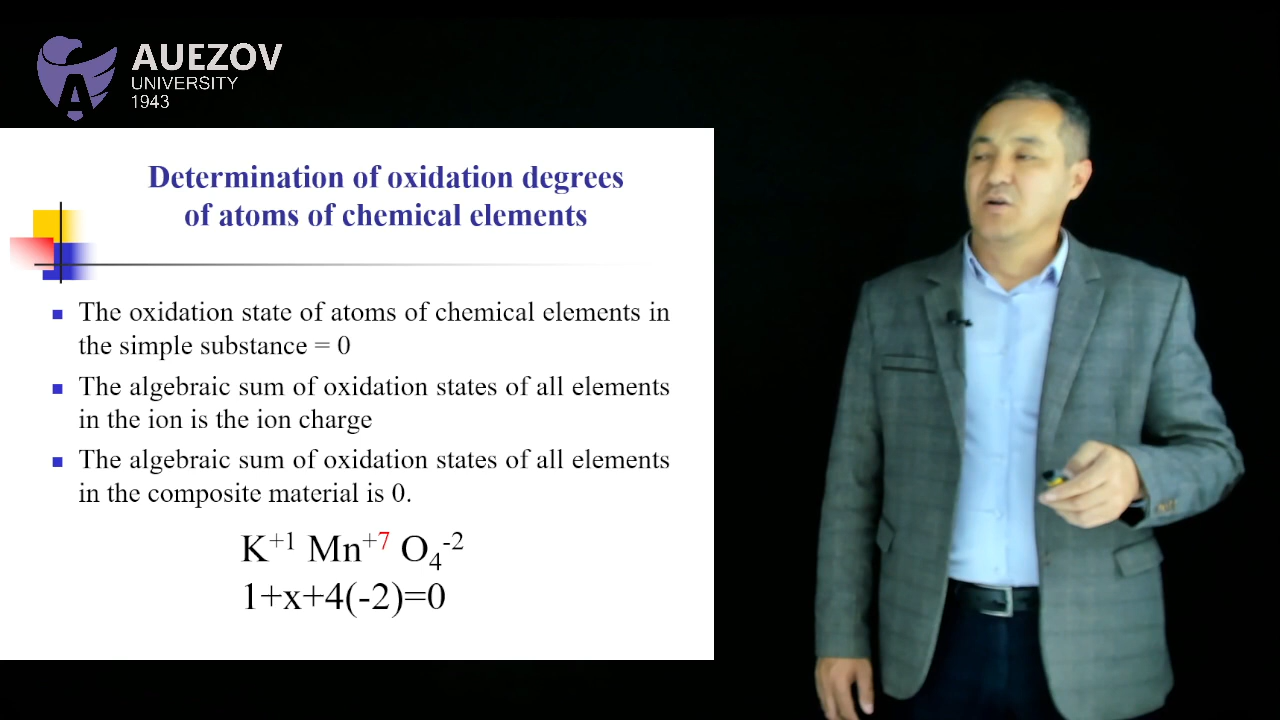 AUEZOV
UNIVERSITY
1943
Determination of oxidation degrees
of atoms of chemical elements
The oxidation state of atoms of chemical elements in
the simple substance = 0
The algebraic sum of oxidation states of all elements
in the ion is the ion charge
The algebraic sum of oxidation states of all elements
in the composite material is 0.
K⁺¹ Mn⁺⁷ O₄⁻²
1+x+4(-2)=0